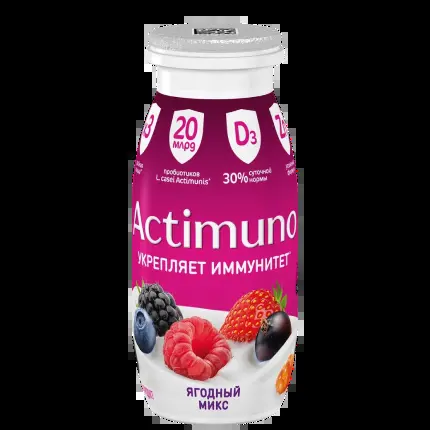 20
МЛРД
D3
пробиотиков
L. casei Actimunis*
30% суточной
нормы
Actimuno
УКРЕПЛЯЕТ ИММУНИТЕТ*
ЯГОДНЫЙ
МИКС